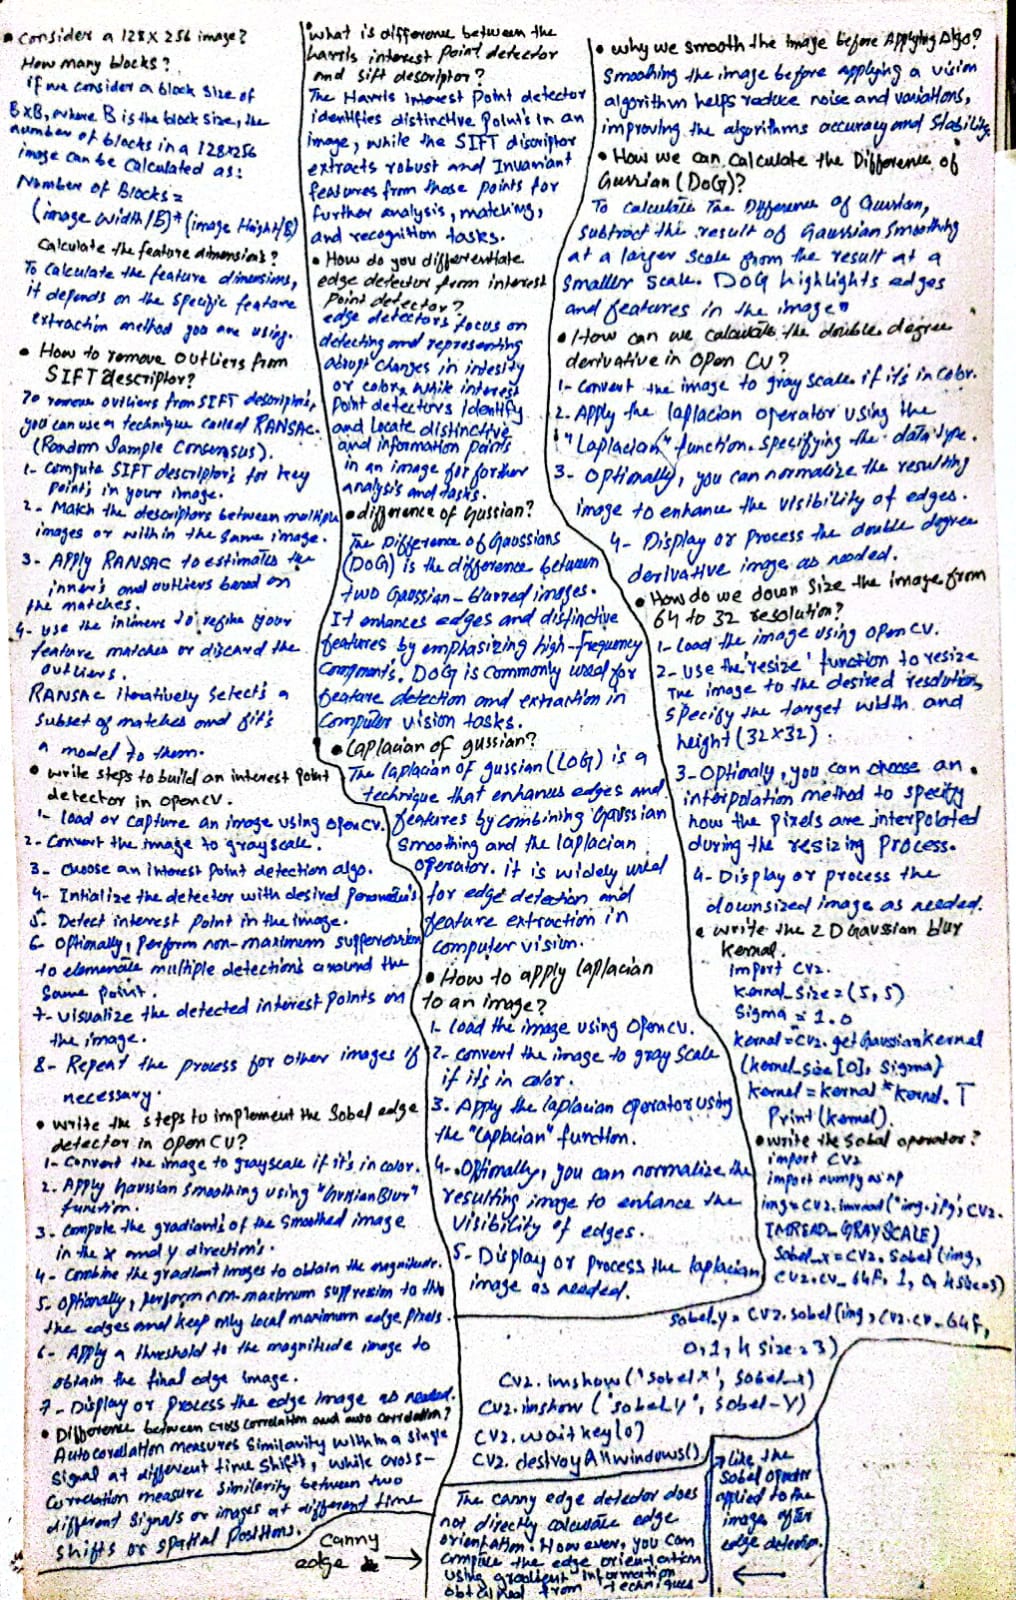 • Consider a 128x256 image?
How many blocks?
if we consider a block size of
BxB, where B is the block size, the
number of blocks in a 128x256
image can be calculated as:
Number of Blocks =
(image width/B)*(image Height/B)
Calculate the feature dimensions?
To calculate the feature dimensions,
it depends on the specific feature
extraction method you are using.
• How to remove outliers from
SIFT descriptor?
To remove outliers from SIFT descriptors,
you can use a technique called RANSAC.
(Random Sample Consensus).
1- Compute SIFT descriptors for key
points in your image.
2- Match the descriptors between multiple
images or within the same image.
3- Apply RANSAC to estimates the
inners and outliers based on
the matches.
4- use the inliners to refine your
feature matches or discard the
outliers.
RANSAC iteratively selects a
subset of matches and fits
a model to them.
• write steps to build an interest point
detector in opencv.
1- load or capture an image using opencv.
2- Convert the image to grayscale.
3- choose an interest point detection algo.
4- Initialize the detector with desired
5- Detect interest point in the image.
6- Optionally, perform non-maximum
to multiple detections around the
same point.
7- visualize the detected interest points on
the image.
8- Repeat the process for other images if
necessary.
• write the steps to implement the Sobel edge
detector in OpenCV?
1- Convert the image to grayscale if it's in color.
2. Apply Gaussian smoothing using
function.
3- compute the gradients of the smoothed image
in the x and y directions.
4- Combine the gradient images to obtain the magnitude.
5- optionally, perform non-maximum to thin
the edges and keep only local maximum edge pixels.
6- Apply a threshold to the magnitude image to
obtain the final edge image.
7- Display or process the edge image as needed.
• Difference between cross correlation and auto correlation?
measures similarity within a single
signal at different time shifts, while cross-
correlation measure similarity between two
different signals or images at different time
shifts or spatial positions.
• what is difference between the
harris interest point detector
and sift descriptor?
The Harris interest point detector
identifies distinctive points in an
image, while the SIFT
extracts robust and Invariant
features from those points for
further analysis, matching,
and recognition tasks.
• How do you differentiate
edge detector from interest
point detector?
edge detectors focus on
detecting and representing
abrupt changes in intesity
or color, while interest
point detectors identify
and locate distinctive
and information points
in an image for further
analysis and tasks.
• difference of Gussian?
The Difference of Gaussians
(DoG) is the difference between
two Gaussian-blurred images.
It enhances edges and distinctive
features by emphasizing high-frequency
components. DoG is commonly used for
feature detection and extraction in
computer vision tasks.
• Laplacian of gussian?
The laplacian of gussian (LOG) is a
technique that enhances edges and
features by combining Gaussian
smoothing and the laplacian
operator. it is widely used
for edge detection and
feature extraction in
computer vision.
• How to apply laplacian
to an image?
1- load the image using OpenCV.
2- convert the image to gray scale
if it's in color.
3. Apply the laplacian operator using
the "Laplacian" function.
4- Optionally, you can normalize the
resulting image to enhance the
visibility of edges.
5- Display or process the laplacian
image as needed.
• why we smooth the image before Applying Algo?
Smoothing the image before applying a vision
algorithm helps reduce noise and variations,
improving the algorithms accuracy and stability.
• How we can calculate the Difference of
Gussian (DoG)?
To calculate The Difference of Gussian,
subtract the result of Gaussian smoothing
at a larger scale from the result at a
smaller scale. DoG highlights edges
and features in the image.
• How can we calculate the double degree
derivative in Open CV?
1- Convert the image to gray scale. if it's in color.
2. Apply the laplacian operator using the
"Laplacian" function. specifying the data type.
3- Optionally, you can normalize the resulting
image to enhance the visibility of edges.
4- Display or process the double degree
derivative image as needed.
• How do we down size the image from
64 to 32 resolution?
1- Load the image using OpenCV.
2- Use the 'resize' function to resize
The image to the desired resolution,
specify the target width and
height (32x32).
3- Optionaly, you can choose an
interpolation method to specify
how the pixels are interpolated
during the resizing process.
4- Display or process the
downsized image as needed.
• write the 2D Gaussian blur
Kernel.
import cv2.
Kernal_size = (5,5)
Sigma = 1.0
kernel = cv2.getGaussiankernel
(kernel_size[0], sigma)
kernel = kernel * kernel.T
Print (kernel).
• write the sobal operator?
import cv2
import numpy as np
img = cv2.imread('img.jpg', cv2.
IMREAD_GRAYSCALE)
Sobel_x = cv2.Sobel (img,
cv2.cv_64F, 1, 0, ksize=3)
Sobel_y = cv2.sobel (img, cv2.cv_64F,
0, 1, k size = 3)
cv2.imshow ('Sobel x', sobel_x)
cv2.imshow ('sobel y', sobel_y)
cv2.waitkey(0)
cv2.destroyAllwindows()
canny
edge →
The canny edge detector does
not directly calculate edge
orientation. However, you can
compute the edge orientation
using gradient information
obtained from techniques
→ like the
Sobel operator
applied to the
image after
edge detection.
←